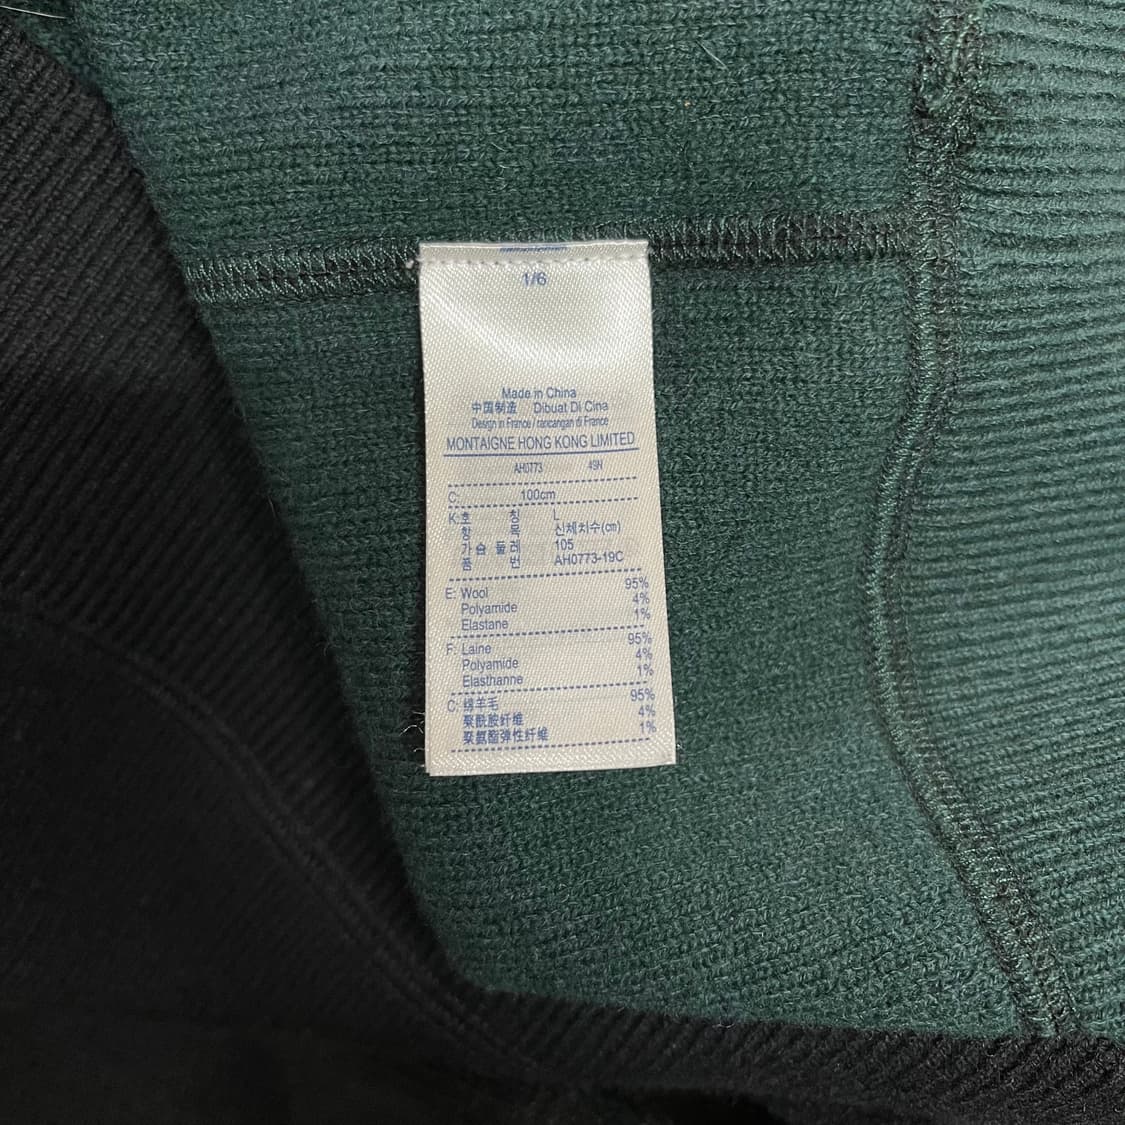 1/6
Made in China
中国制造 Dibuat Di Cina
Design in France / rancangan di France
MONTAIGNE HONG KONG LIMITED
AH0773 49H
C: 100cm
K:호 칭 L
항 목 신체치수(cm)
가슴 둘레 105
품 번 AH0773-19C
E: Wool 95%
Polyamide 4%
Elastane 1%
F: Laine 95%
Polyamide 4%
Elasthanne 1%
C: 绵羊毛 95%
聚酰胺纤维 4%
聚氨酯弹性纤维 1%